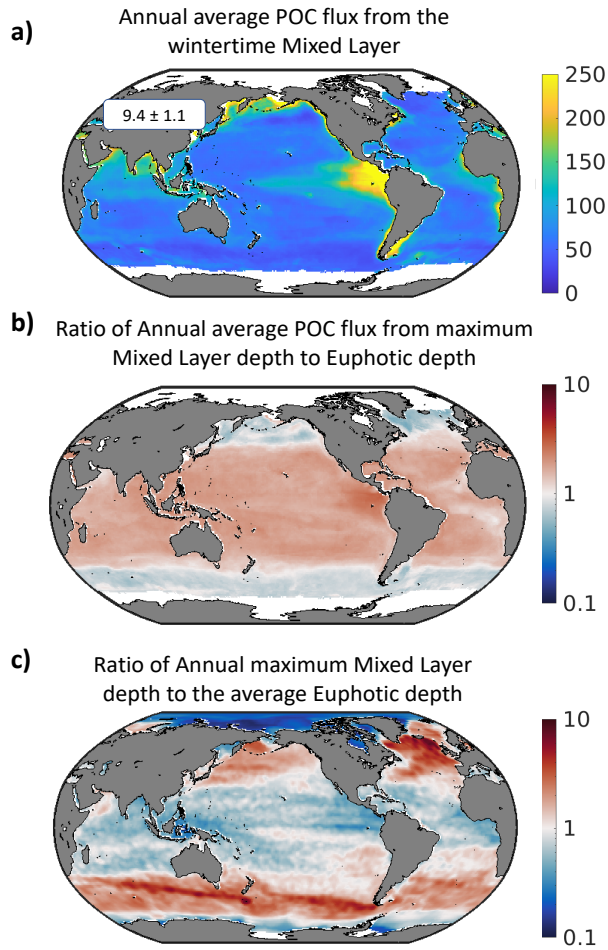 a)
Annual average POC flux from the
wintertime Mixed Layer
9.4 ± 1.1
250
200
150
100
50
0
b)
Ratio of Annual average POC flux from maximum
Mixed Layer depth to Euphotic depth
10
1
0.1
c)
Ratio of Annual maximum Mixed Layer
depth to the average Euphotic depth
10
1
0.1